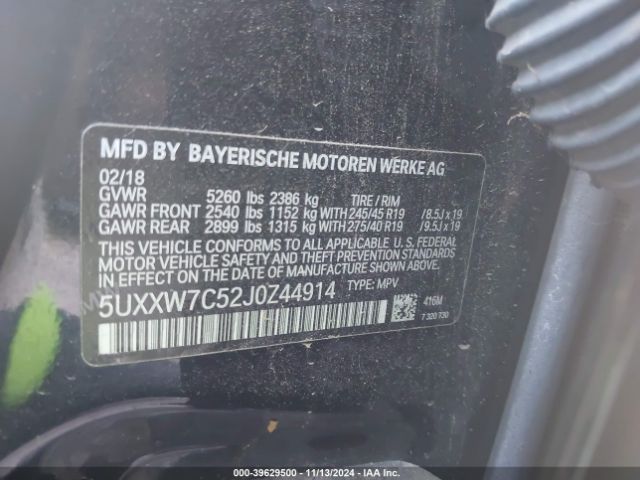 MFD BY BAYERISCHE MOTOREN WERKE AG
02/18
GVWR 5260 lbs 2386 kg TIRE / RIM
GAWR FRONT 2540 lbs 1152 kg WITH 245/45 R19 / 8.5J x 19
GAWR REAR 2899 lbs 1315 kg WITH 275/40 R19 / 9.5J x 19
THIS VEHICLE CONFORMS TO ALL APPLICABLE U. S. FEDERAL
MOTOR VEHICLE SAFETY AND THEFT PREVENTION STANDARDS
IN EFFECT ON THE DATE OF MANUFACTURE SHOWN ABOVE.
5UXXW7C52J0Z44914 TYPE: MPV
416M
7 320 730
000-39629500 - 11/13/2024 - IAAI.com